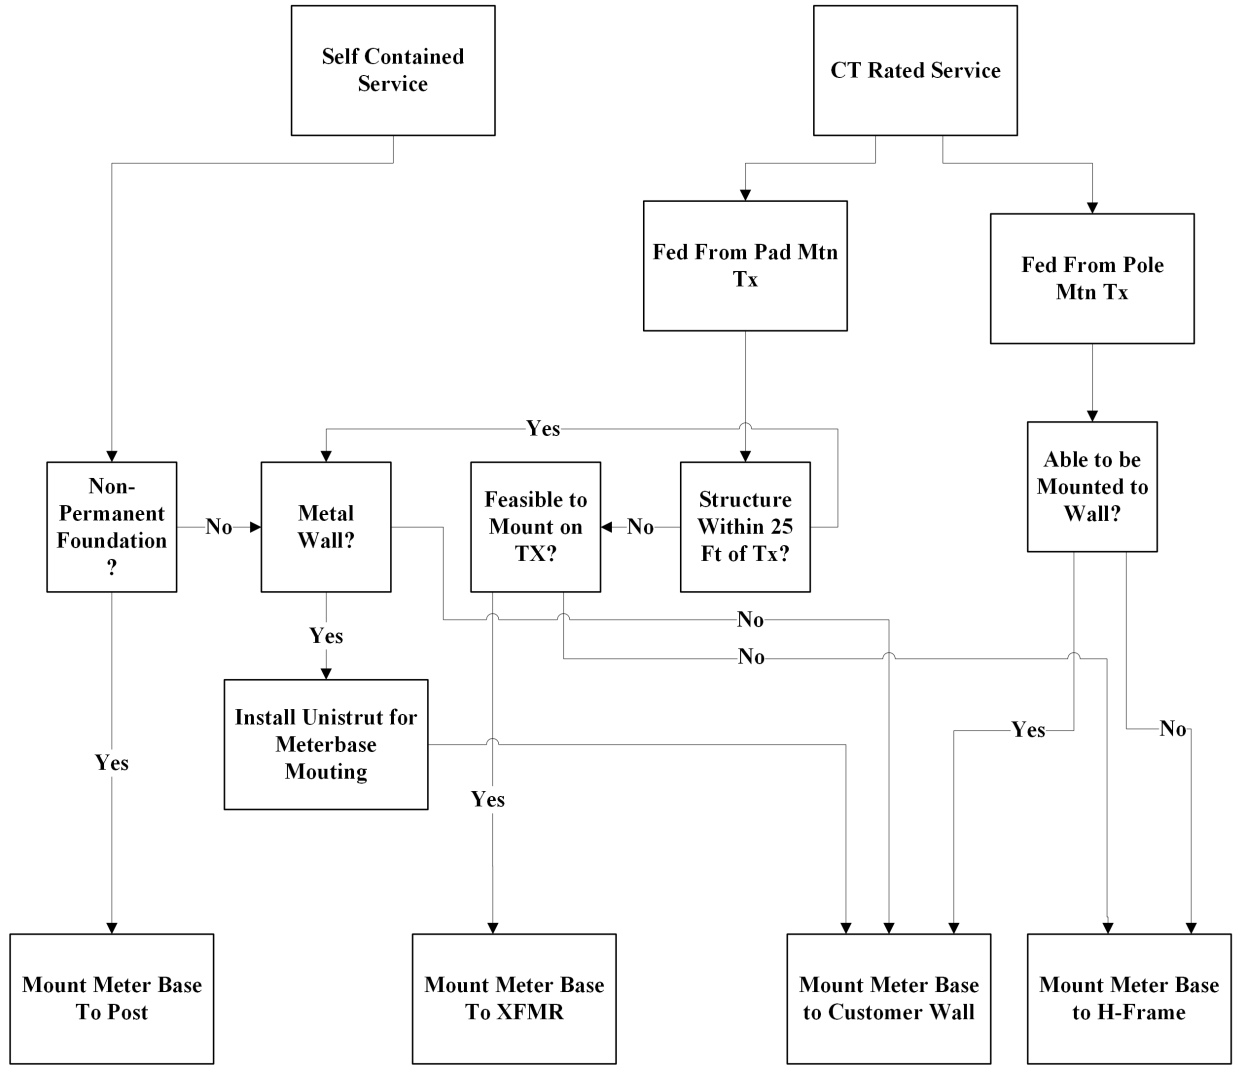 Self Contained
Service
CT Rated Service
Fed From Pad Mtn
Tx
Fed From Pole
Mtn Tx
Yes
Non-
Permanent
Foundation
?
No
Metal
Wall?
Feasible to
Mount on
TX?
No
Structure
Within 25
Ft of Tx?
Able to be
Mounted to
Wall?
Yes
No
No
Install Unistrut for
Meterbase
Mouting
Yes
No
Yes
Yes
Mount Meter Base
To Post
Mount Meter Base
To XFMR
Mount Meter Base
to Customer Wall
Mount Meter Base
to H-Frame